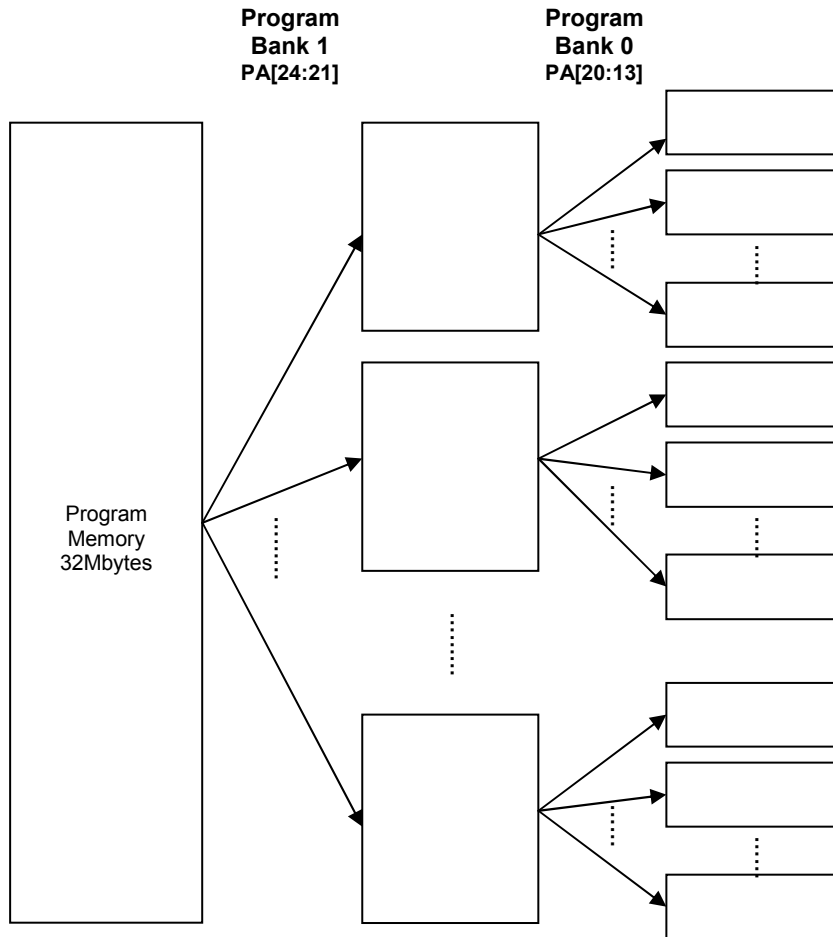 Program
Bank 1
PA[24:21]
Program
Bank 0
PA[20:13]
Program
Memory
32Mbytes